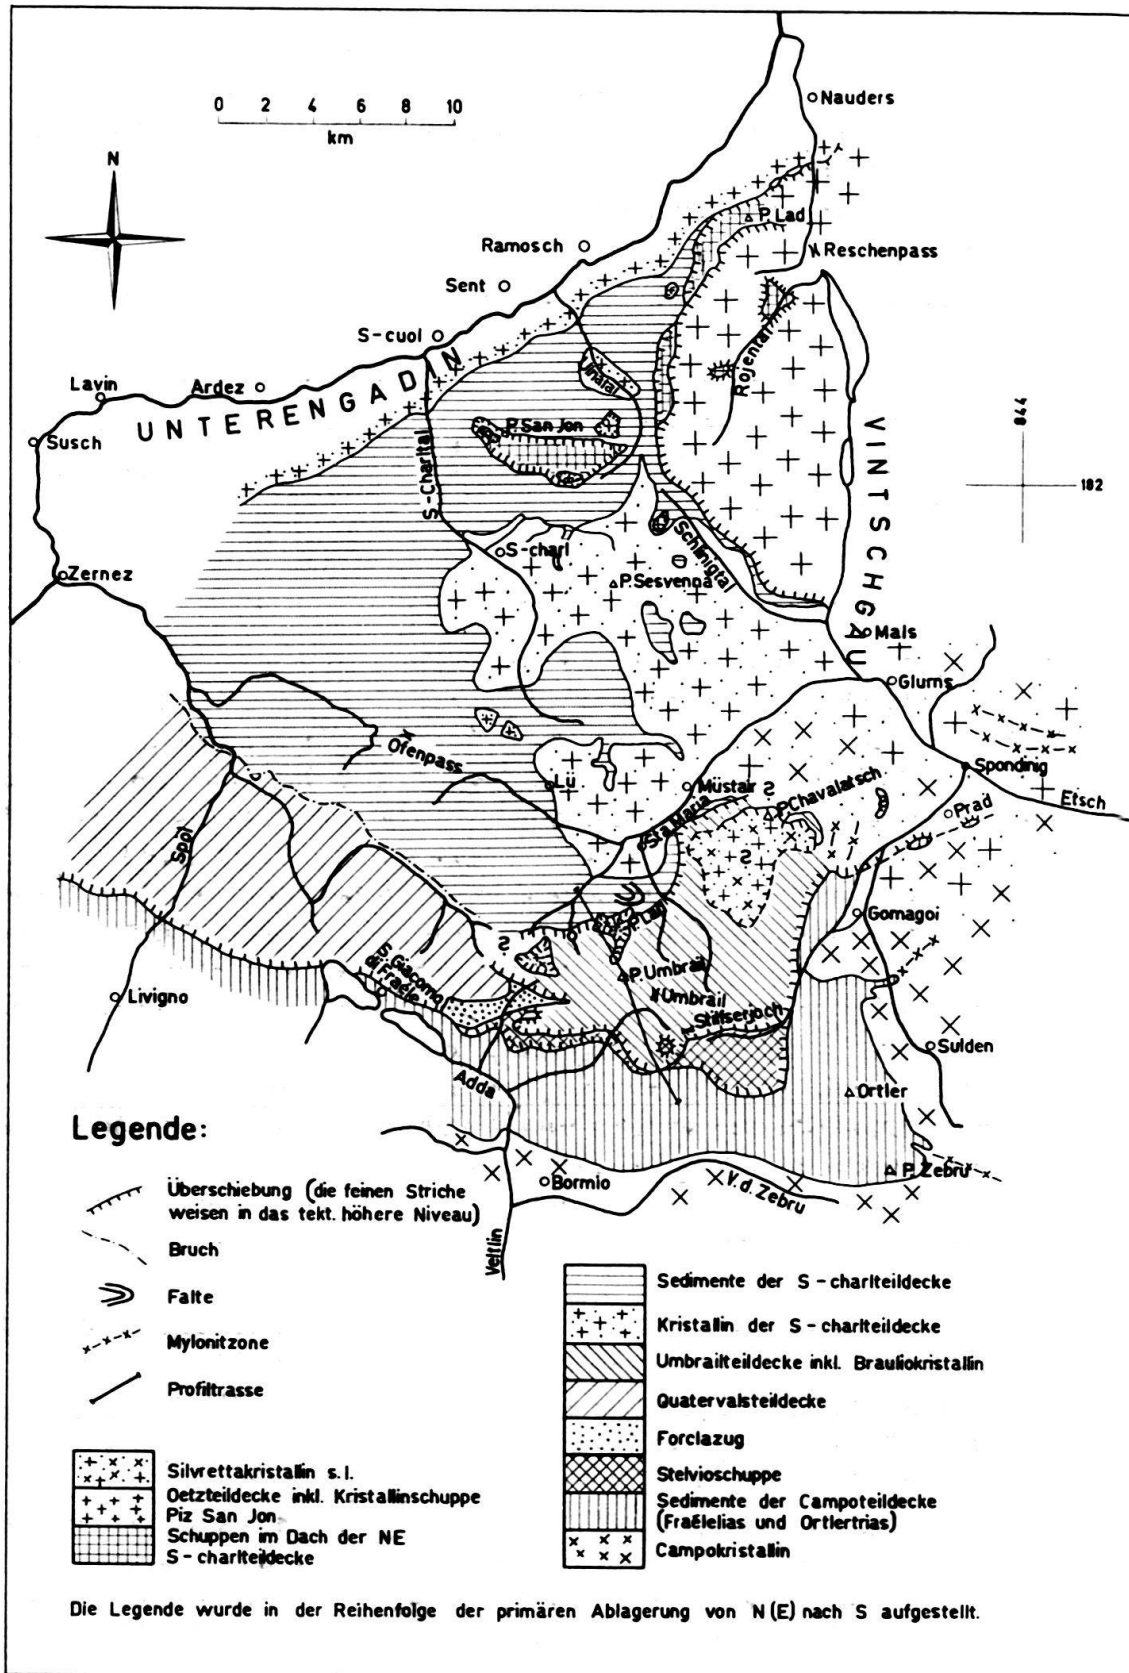 0 2 4 6 8 10
km
N
Nauders
P. Lad
Reschenpass
Ramosch
Sent
S-cuol
Rojental
Lavin
Ardez
UNTERENGADIN
Susch
P. San Jon
S-Charltal
VINTSCHGAU
844
182
Schlinigtal
S-charl
P. Sesvenna
Zernez
Mals
Glurns
Ofenpass
Spondinig
Lü
Müstair
S
P. Chavalatsch
Etsch
Prad
Sta Maria
Spöl
S
Gomagoi
P. Lad
S.
S. Giacomo
di Fraéle
P. Umbrail
Umbrail
Stilfserjoch
Livigno
Sulden
Adda
Ortler
P. Zebru
Bormio
V. d. Zebru
Veltlin
Legende:
Überschiebung (die feinen Striche
weisen in das tekt. höhere Niveau)
Bruch
Falte
Mylonitzone
Profiltrasse
Silvrettakristallin s. l.
Oetzteildecke inkl. Kristallinschuppe
Piz San Jon
Schuppen im Dach der NE
S-charlteildecke
Sedimente der S-charlteildecke
Kristallin der S-charlteildecke
Umbrailteildecke inkl. Brauliokristallin
Quatervalsteildecke
Forclazug
Stelvioschuppe
Sedimente der Campoteildecke
(Fraélelias und Ortlertrias)
Campokristallin
Die Legende wurde in der Reihenfolge der primären Ablagerung von N(E) nach S aufgestellt.